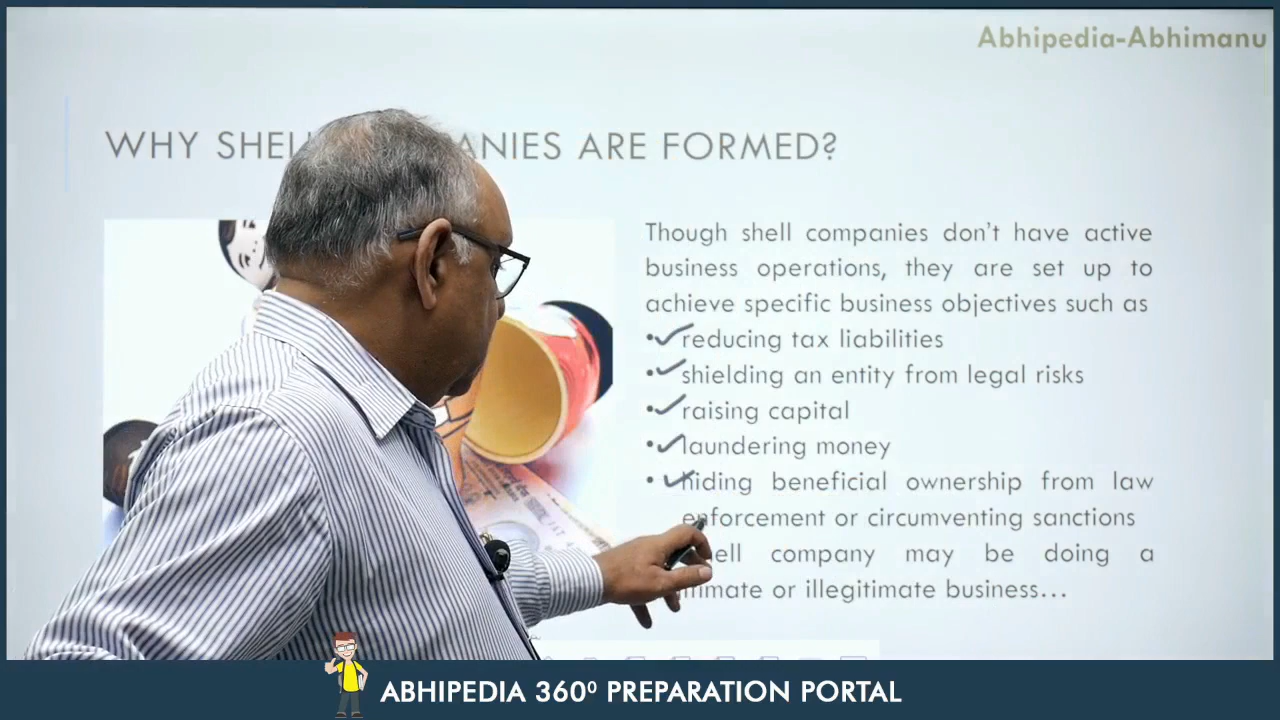 Abhipedia-Abhimanu
WHY SHEL ANIES ARE FORMED?
Though shell companies don't have active
business operations, they are set up to
achieve specific business objectives such as
• reducing tax liabilities
• shielding an entity from legal risks
• raising capital
• laundering money
• hiding beneficial ownership from law
enforcement or circumventing sanctions
ell company may be doing a
timate or illegitimate business...
ABHIPEDIA 360⁰ PREPARATION PORTAL